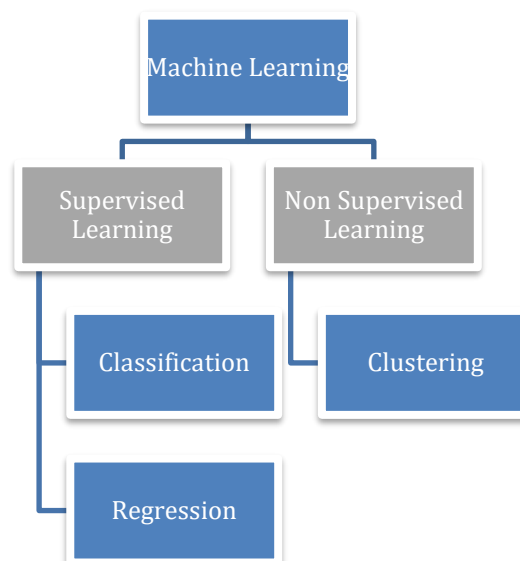 Machine Learning
Supervised
Learning
Non Supervised
Learning
Classification
Clustering
Regression